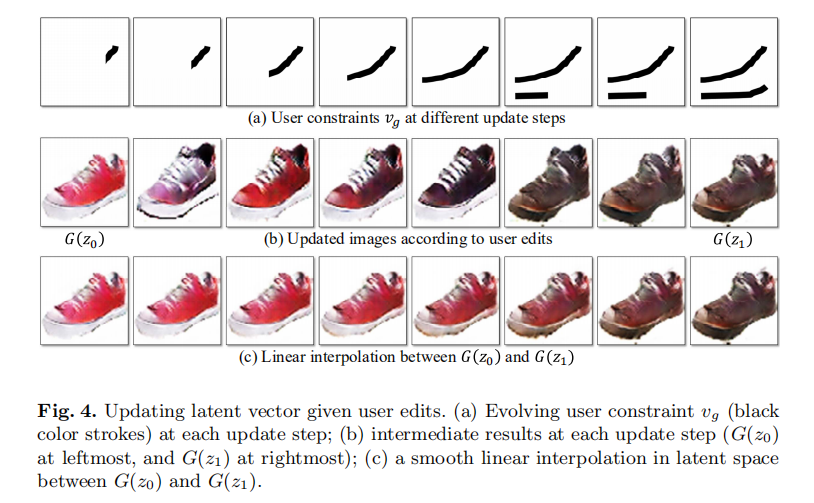 (a) User constraints v_g at different update steps
G(z_0) (b) Updated images according to user edits G(z_1)
(c) Linear interpolation between G(z_0) and G(z_1)
Fig. 4. Updating latent vector given user edits. (a) Evolving user constraint v_g (black
color strokes) at each update step; (b) intermediate results at each update step (G(z_0)
at leftmost, and G(z_1) at rightmost); (c) a smooth linear interpolation in latent space
between G(z_0) and G(z_1).